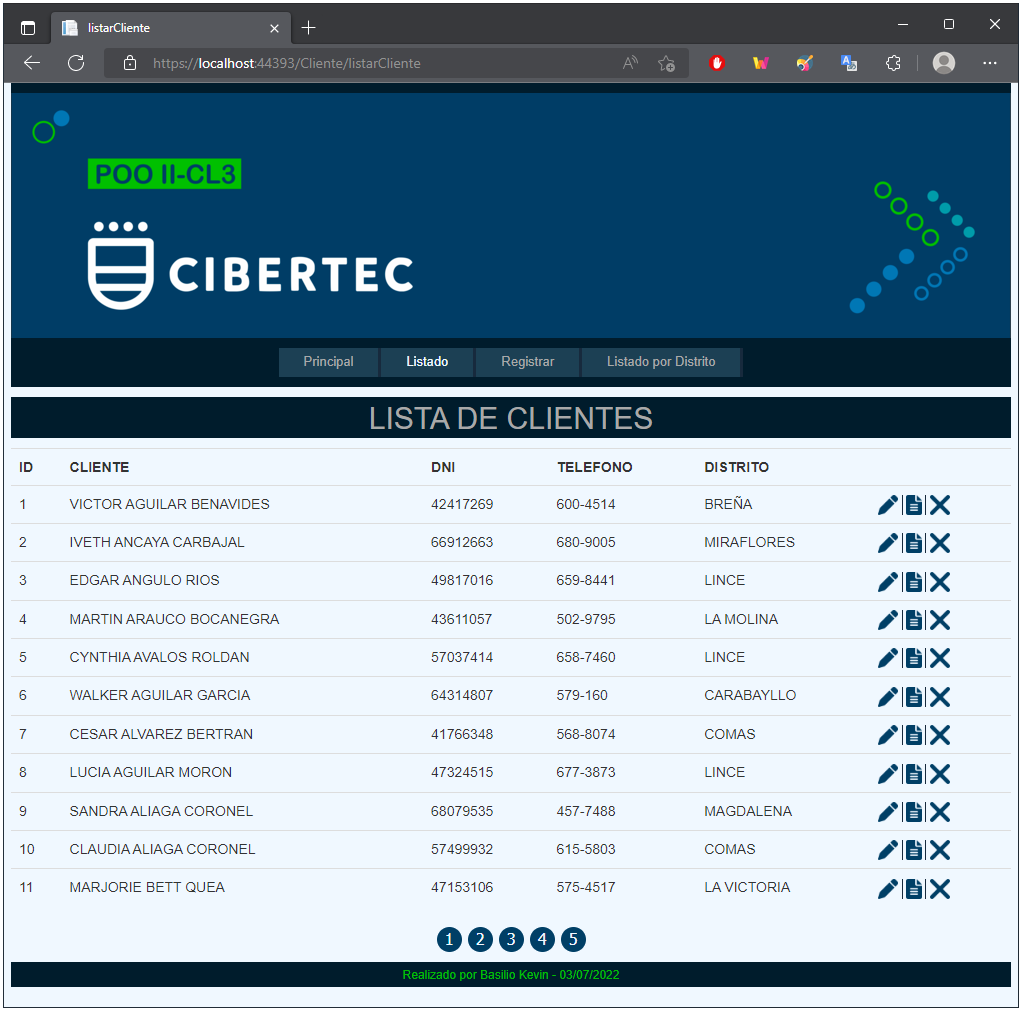 listarCliente
https://localhost:44393/Cliente/listarCliente
POO II-CL3
CIBERTEC
Principal Listado Registrar Listado por Distrito
LISTA DE CLIENTES
ID CLIENTE DNI TELEFONO DISTRITO
1 VICTOR AGUILAR BENAVIDES 42417269 600-4514 BREÑA
2 IVETH ANCAYA CARBAJAL 66912663 680-9005 MIRAFLORES
3 EDGAR ANGULO RIOS 49817016 659-8441 LINCE
4 MARTIN ARAUCO BOCANEGRA 43611057 502-9795 LA MOLINA
5 CYNTHIA AVALOS ROLDAN 57037414 658-7460 LINCE
6 WALKER AGUILAR GARCIA 64314807 579-160 CARABAYLLO
7 CESAR ALVAREZ BERTRAN 41766348 568-8074 COMAS
8 LUCIA AGUILAR MORON 47324515 677-3873 LINCE
9 SANDRA ALIAGA CORONEL 68079535 457-7488 MAGDALENA
10 CLAUDIA ALIAGA CORONEL 57499932 615-5803 COMAS
11 MARJORIE BETT QUEA 47153106 575-4517 LA VICTORIA
1 2 3 4 5
Realizado por Basilio Kevin - 03/07/2022